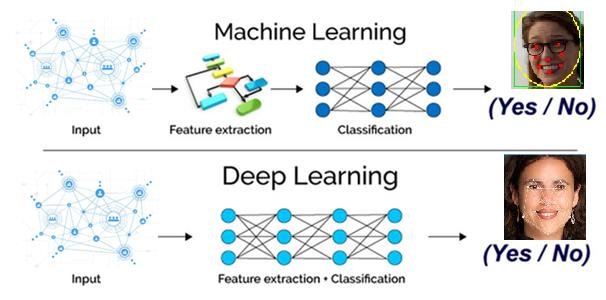 Machine Learning
(Yes / No)
Input
Feature extraction
Classification
Deep Learning
(Yes / No)
Input
Feature extraction + Classification